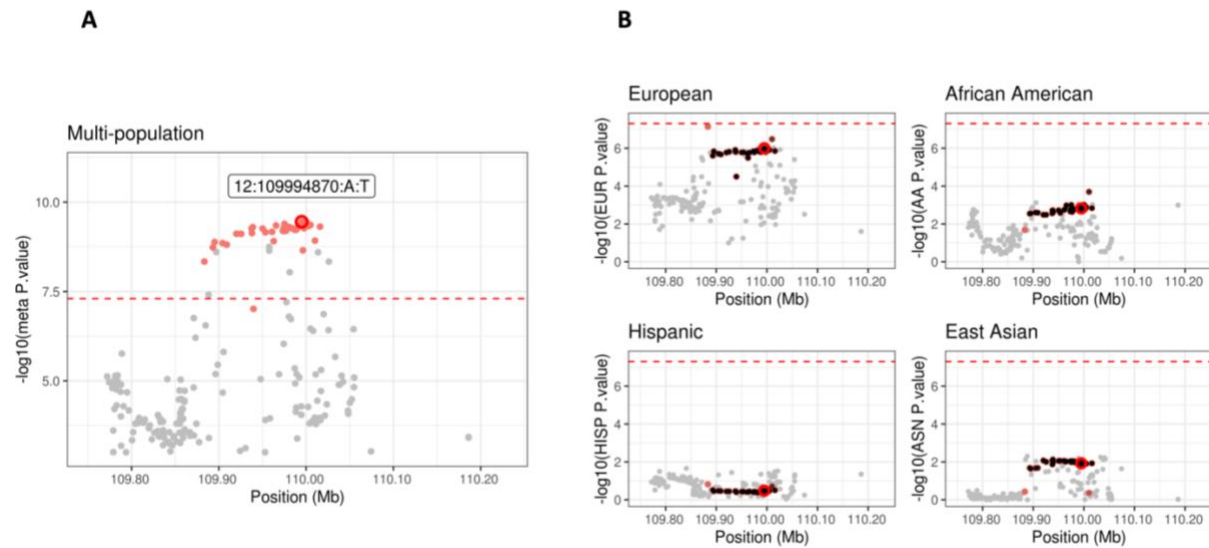 A
B
Multi-population
12:109994870:A:T
-log10(meta P.value)
10.0
7.5
5.0
109.80 109.90 110.00 110.10 110.20
Position (Mb)
European
-log10(EUR P.value)
6
4
2
0
109.80 109.90 110.00 110.10 110.20
Position (Mb)
African American
-log10(AA P.value)
6
4
2
0
109.80 109.90 110.00 110.10 110.20
Position (Mb)
Hispanic
-log10(HISP P.value)
6
4
2
0
109.80 109.90 110.00 110.10 110.20
Position (Mb)
East Asian
-log10(ASN P.value)
6
4
2
0
109.80 109.90 110.00 110.10 110.20
Position (Mb)